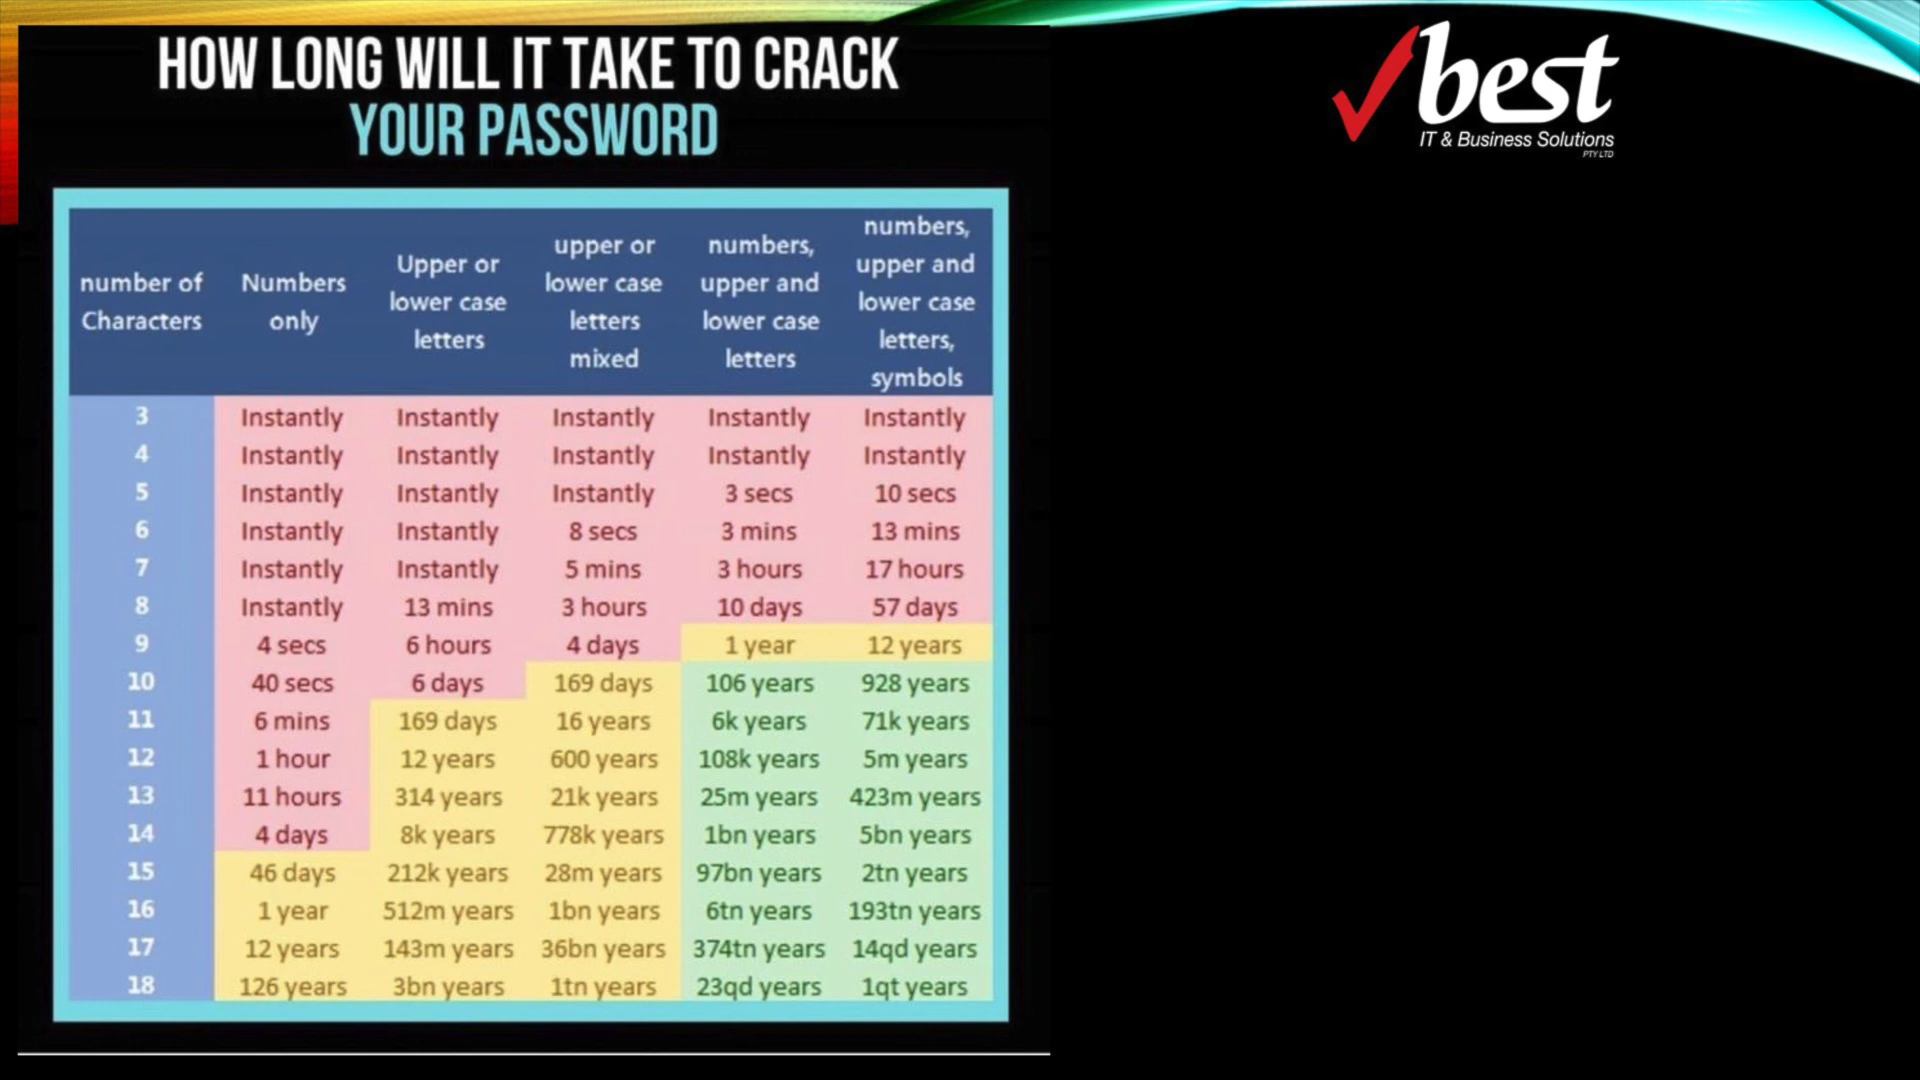 HOW LONG WILL IT TAKE TO CRACK
YOUR PASSWORD
best
IT & Business Solutions
PTY LTD
number of Characters | Numbers only | Upper or lower case letters | upper or lower case letters mixed | numbers, upper and lower case letters | numbers, upper and lower case letters, symbols
3 Instantly Instantly Instantly Instantly Instantly
4 Instantly Instantly Instantly Instantly Instantly
5 Instantly Instantly Instantly 3 secs 10 secs
6 Instantly Instantly 8 secs 3 mins 13 mins
7 Instantly Instantly 5 mins 3 hours 17 hours
8 Instantly 13 mins 3 hours 10 days 57 days
9 4 secs 6 hours 4 days 1 year 12 years
10 40 secs 6 days 169 days 106 years 928 years
11 6 mins 169 days 16 years 6k years 71k years
12 1 hour 12 years 600 years 108k years 5m years
13 11 hours 314 years 21k years 25m years 423m years
14 4 days 8k years 778k years 1bn years 5bn years
15 46 days 212k years 28m years 97bn years 2tn years
16 1 year 512m years 1bn years 6tn years 193tn years
17 12 years 143m years 36bn years 374tn years 14qd years
18 126 years 3bn years 1tn years 23qd years 1qt years